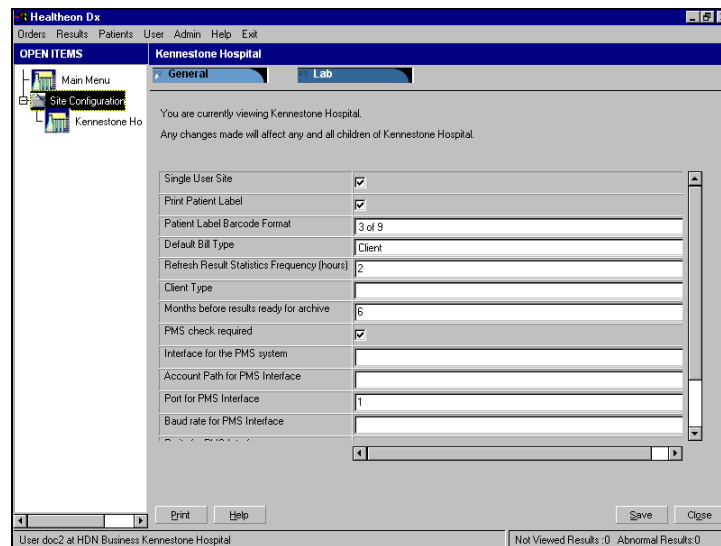 Healtheon Dx
Orders Results Patients User Admin Help Exit
OPEN ITEMS
Main Menu
Site Configuration
Kennestone Ho
Kennestone Hospital
General
Lab
You are currently viewing Kennestone Hospital.
Any changes made will affect any and all children of Kennestone Hospital.
Single User Site
Print Patient Label
Patient Label Barcode Format 3 of 9
Default Bill Type Client
Refresh Result Statistics Frequency (hours) 2
Client Type
Months before results ready for archive 6
PMS check required
Interface for the PMS system
Account Path for PMS Interface
Port for PMS Interface 1
Baud rate for PMS Interface
Print Help Save Close
User doc2 at HDN Business Kennestone Hospital
Not Viewed Results :0 Abnormal Results:0